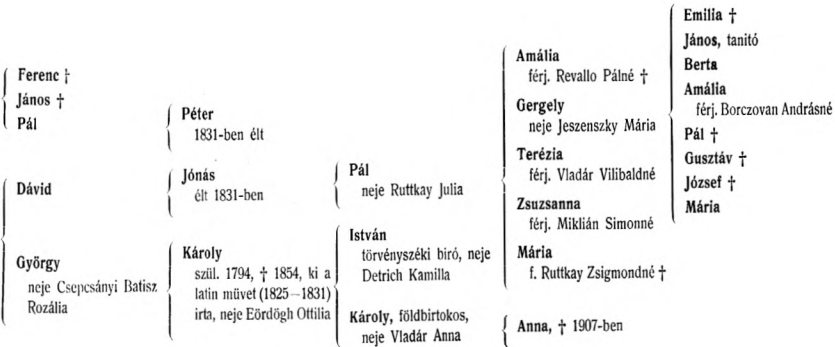 Ferenc †
János †
Pál
Dávid
György
neje Csepcsányi Batisz
Rozália
Péter
1831-ben élt
Jónás
élt 1831-ben
Károly
szül. 1794, † 1854, ki a
latin művet (1825—1831)
irta, neje Eördögh Ottilia
Pál
neje Ruttkay Julia
István
törvényszéki biró, neje
Detrich Kamilla
Károly, földbirtokos,
neje Vladár Anna
Amália
férj. Revallo Pálné †
Gergely
neje Jeszenszky Mária
Terézia
férj. Vladár Vilibaldné
Zsuzsanna
férj. Miklián Simonné
Mária
f. Ruttkay Zsigmondné †
Anna, † 1907-ben
Emilia †
János, tanitó
Berta
Amália
férj. Borczovan Andrásné
Pál †
Gusztáv †
József †
Mária